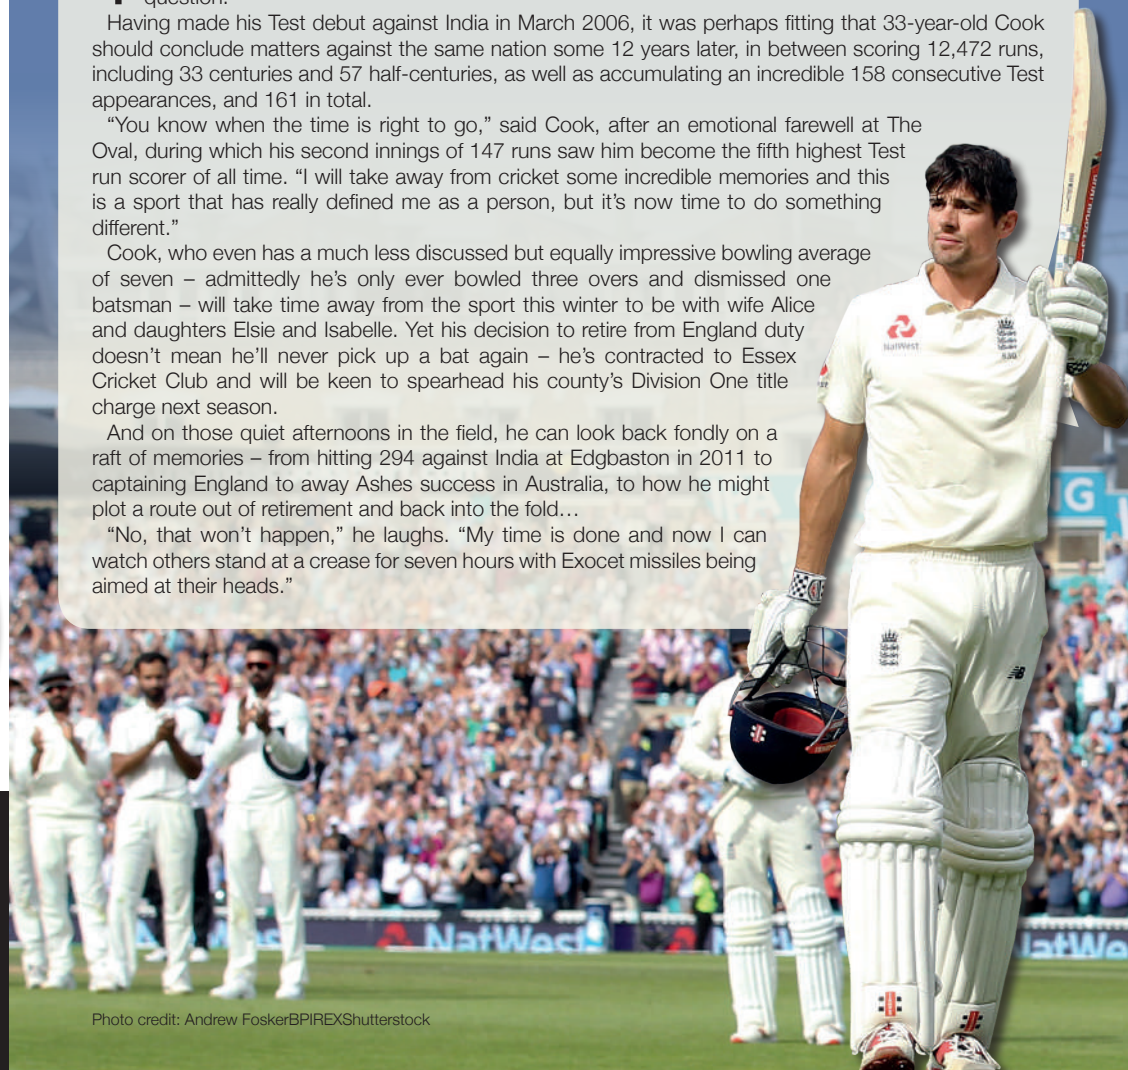 question.
Having made his Test debut against India in March 2006, it was perhaps fitting that 33-year-old Cook
should conclude matters against the same nation some 12 years later, in between scoring 12,472 runs,
including 33 centuries and 57 half-centuries, as well as accumulating an incredible 158 consecutive Test
appearances, and 161 in total.
“You know when the time is right to go,” said Cook, after an emotional farewell at The
Oval, during which his second innings of 147 runs saw him become the fifth highest Test
run scorer of all time. “I will take away from cricket some incredible memories and this
is a sport that has really defined me as a person, but it’s now time to do something
different.”
Cook, who even has a much less discussed but equally impressive bowling average
of seven – admittedly he’s only ever bowled three overs and dismissed one
batsman – will take time away from the sport this winter to be with wife Alice
and daughters Elsie and Isabelle. Yet his decision to retire from England duty
doesn’t mean he’ll never pick up a bat again – he’s contracted to Essex
Cricket Club and will be keen to spearhead his county’s Division One title
charge next season.
And on those quiet afternoons in the field, he can look back fondly on a
raft of memories – from hitting 294 against India at Edgbaston in 2011 to
captaining England to away Ashes success in Australia, to how he might
plot a route out of retirement and back into the fold…
“No, that won’t happen,” he laughs. “My time is done and now I can
watch others stand at a crease for seven hours with Exocet missiles being
aimed at their heads.”
NatWest
NG
NB
NatWest
NatWe
Photo credit: Andrew FoskerBPIREXShutterstock